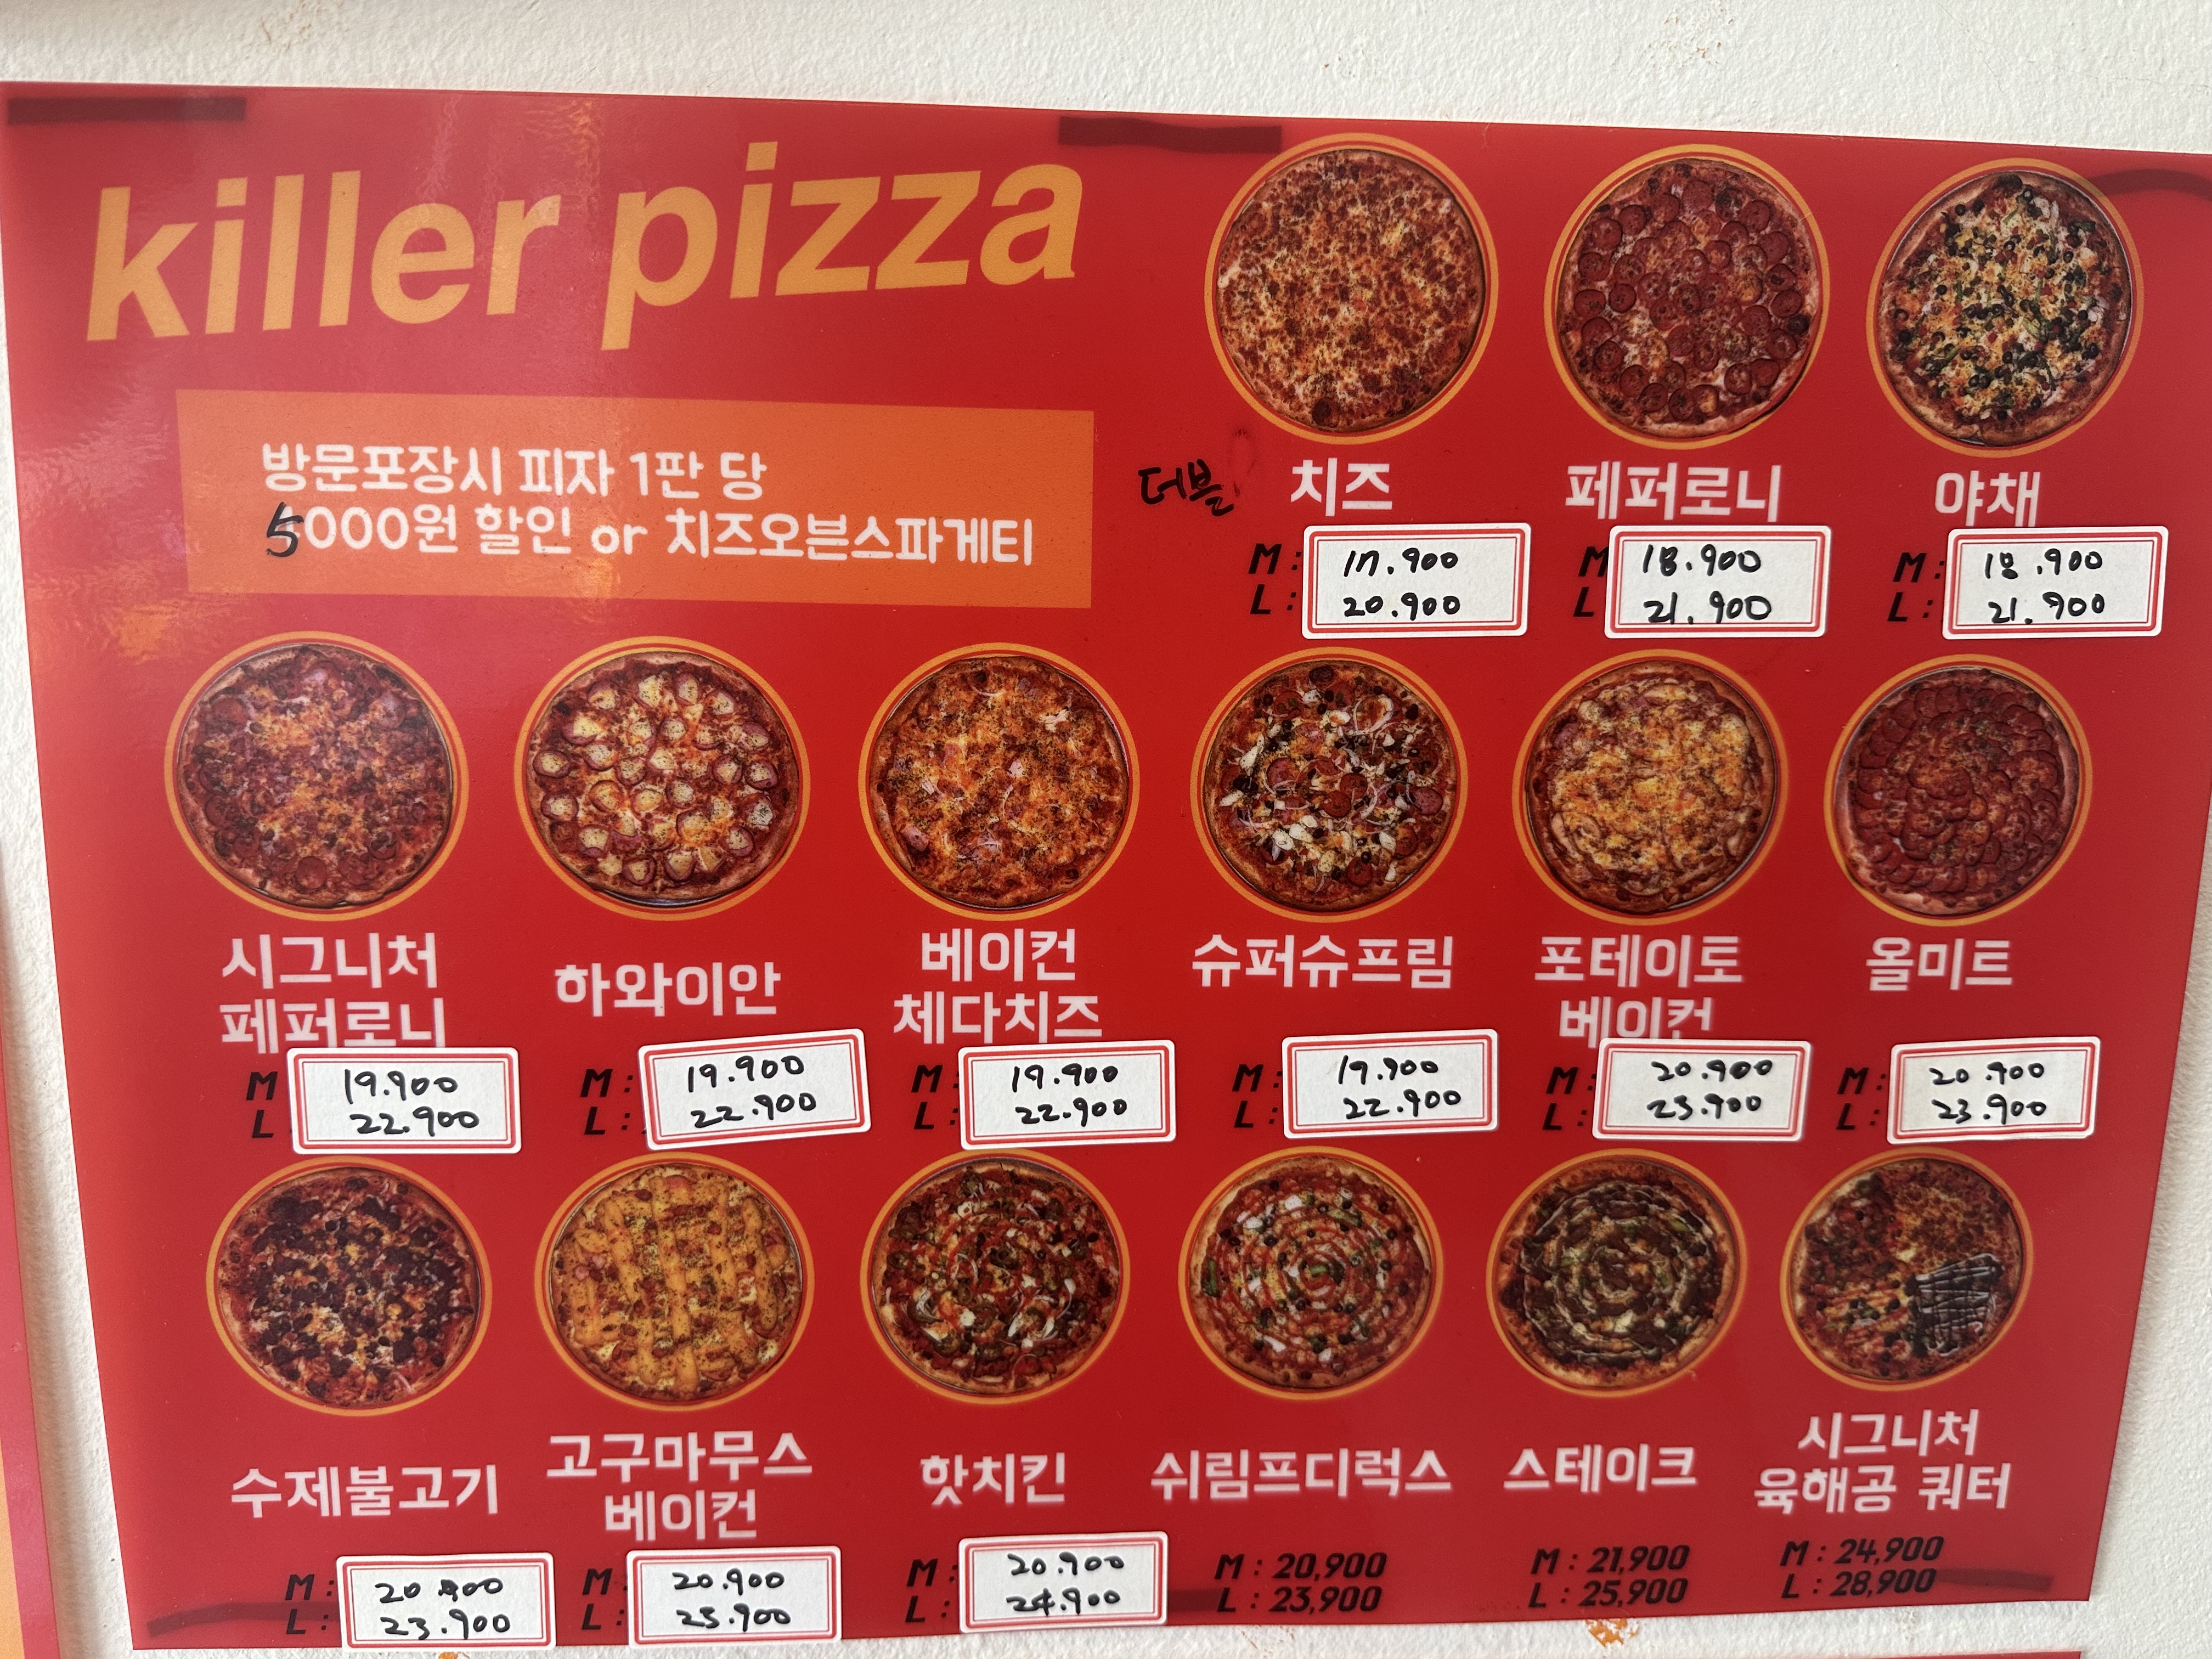 killer pizza
방문포장시 피자 1판 당
5000원 할인 or 치즈오븐스파게티
더블 치즈
M: 17.900
L: 20.900
페퍼로니
M 18.900
L 21.900
야채
M: 18.900
L: 21.900
시그니처
페퍼로니
M 19.900
L 22.900
하와이안
M: 19.900
L: 22.900
베이컨
체다치즈
M: 19.900
L: 22.900
슈퍼슈프림
M: 19.900
L: 22.900
포테이토
베이컨
M: 20.900
L: 23.900
올미트
M: 20.900
L: 23.900
수제불고기
M: 20.900
L: 23.900
고구마무스
베이컨
M: 20.900
L: 23.900
핫치킨
M: 20.900
L: 24.900
쉬림프디럭스
M : 20,900
L : 23,900
스테이크
M : 21,900
L : 25,900
시그니처
육해공 쿼터
M : 24,900
L : 28,900